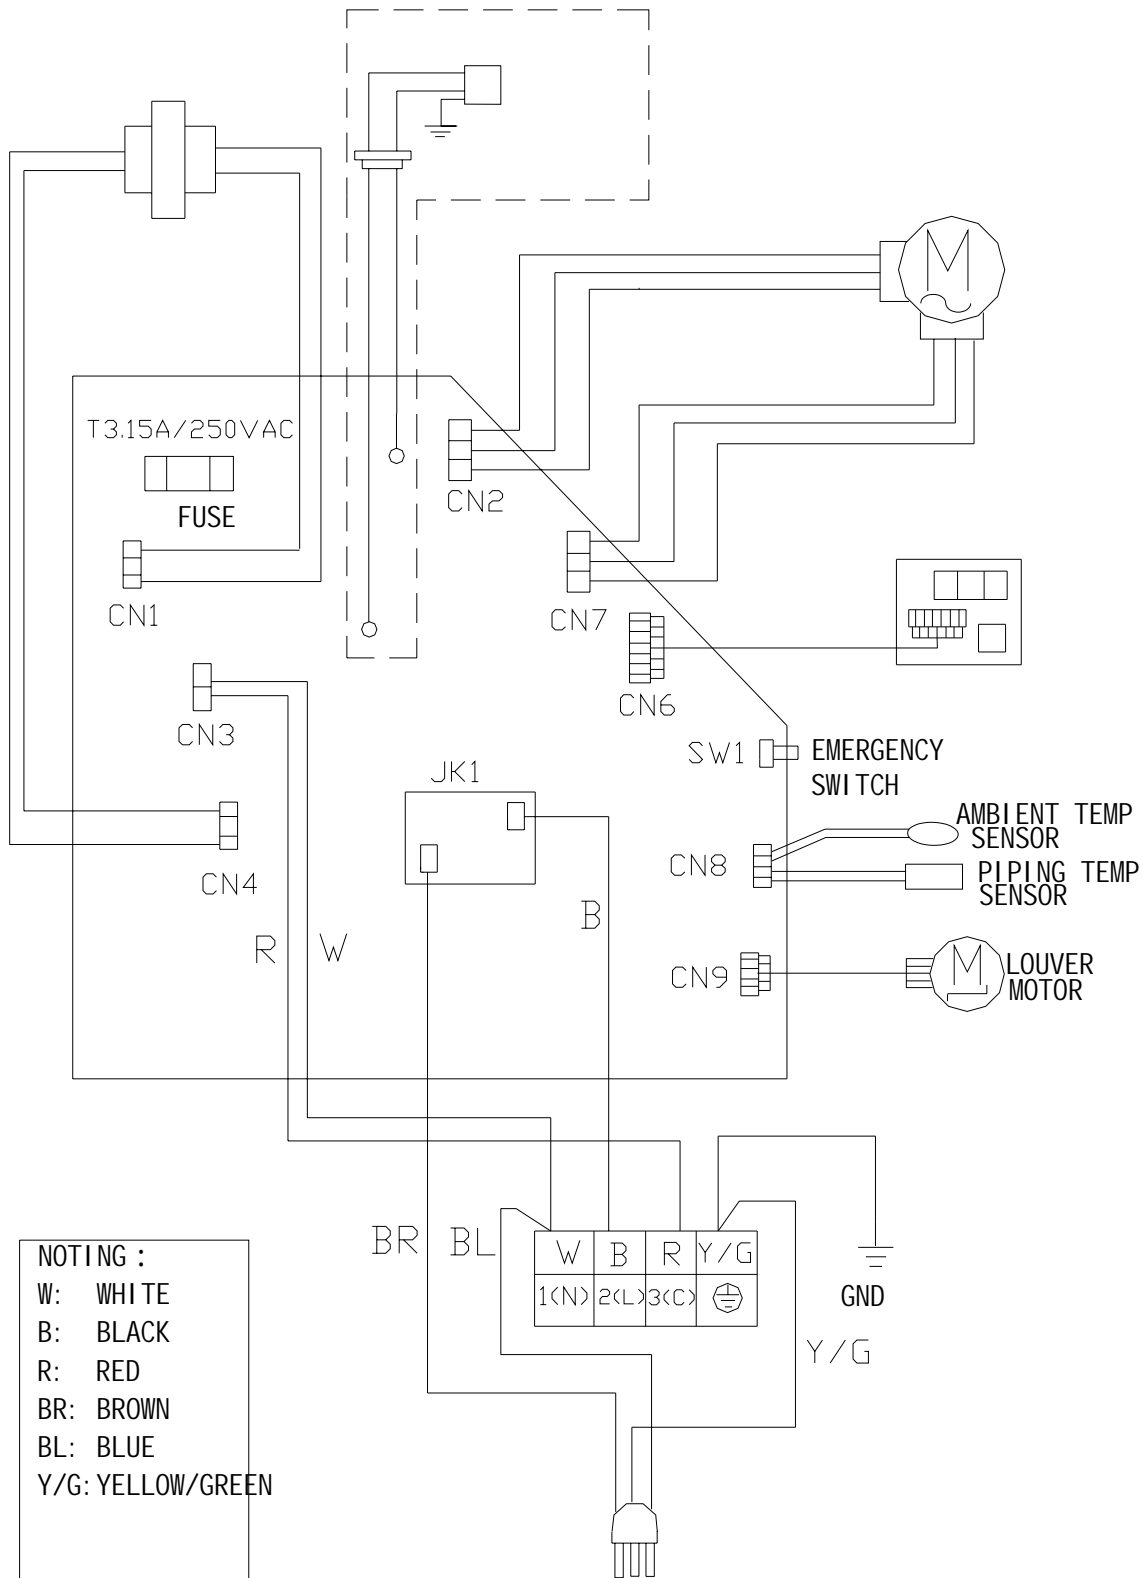 M
T3.15A/250VAC
FUSE
CN2
CN1
CN7
CN6
CN3
SW1
EMERGENCY
SWITCH
JK1
AMBIENT TEMP
SENSOR
CN8
PIPING TEMP
SENSOR
CN4
B
R
W
CN9
M
LOUVER
MOTOR
BR
BL
W B R Y/G
1(N) 2(L) 3(C)
GND
Y/G
NOTING :
W: WHITE
B: BLACK
R: RED
BR: BROWN
BL: BLUE
Y/G: YELLOW/GREEN